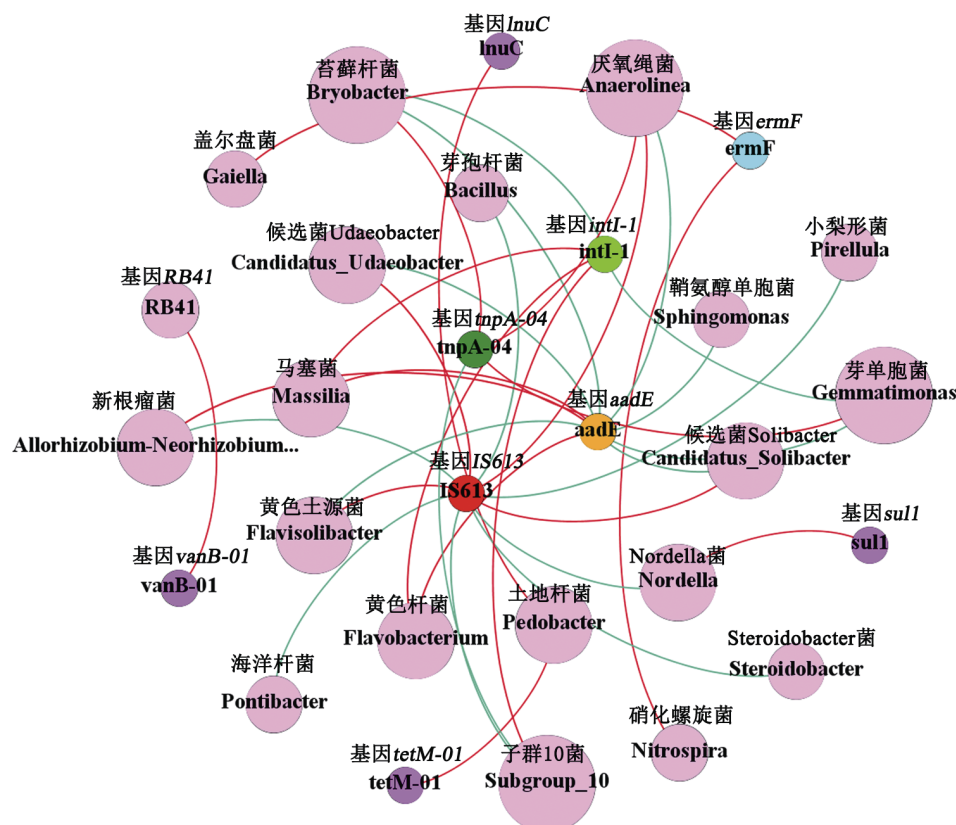 基因lnuC
lnuC
苔藓杆菌
Bryobacter
厌氧绳菌
Anaerolinea
基因ermF
ermF
盖尔盘菌
Gaiella
芽孢杆菌
Bacillus
候选菌Udaeobacter
Candidatus_Udaeobacter
基因intI-1
intI-1
小梨形菌
Pirellula
基因RB41
RB41
鞘氨醇单胞菌
Sphingomonas
基因tnpA-04
tnpA-04
马塞菌
Massilia
芽单胞菌
Gemmatimonas
新根瘤菌
Allorhizobium-Neorhizobium...
基因aadE
aadE
候选菌Solibacter
Candidatus_Solibacter
基因IS613
IS613
黄色土源菌
Flavisolibacter
基因sul1
sul1
基因vanB-01
vanB-01
Nordella菌
Nordella
黄色杆菌
Flavobacterium
土地杆菌
Pedobacter
Steroidobacter菌
Steroidobacter
海洋杆菌
Pontibacter
硝化螺旋菌
Nitrospira
基因tetM-01
tetM-01
子群10菌
Subgroup_10